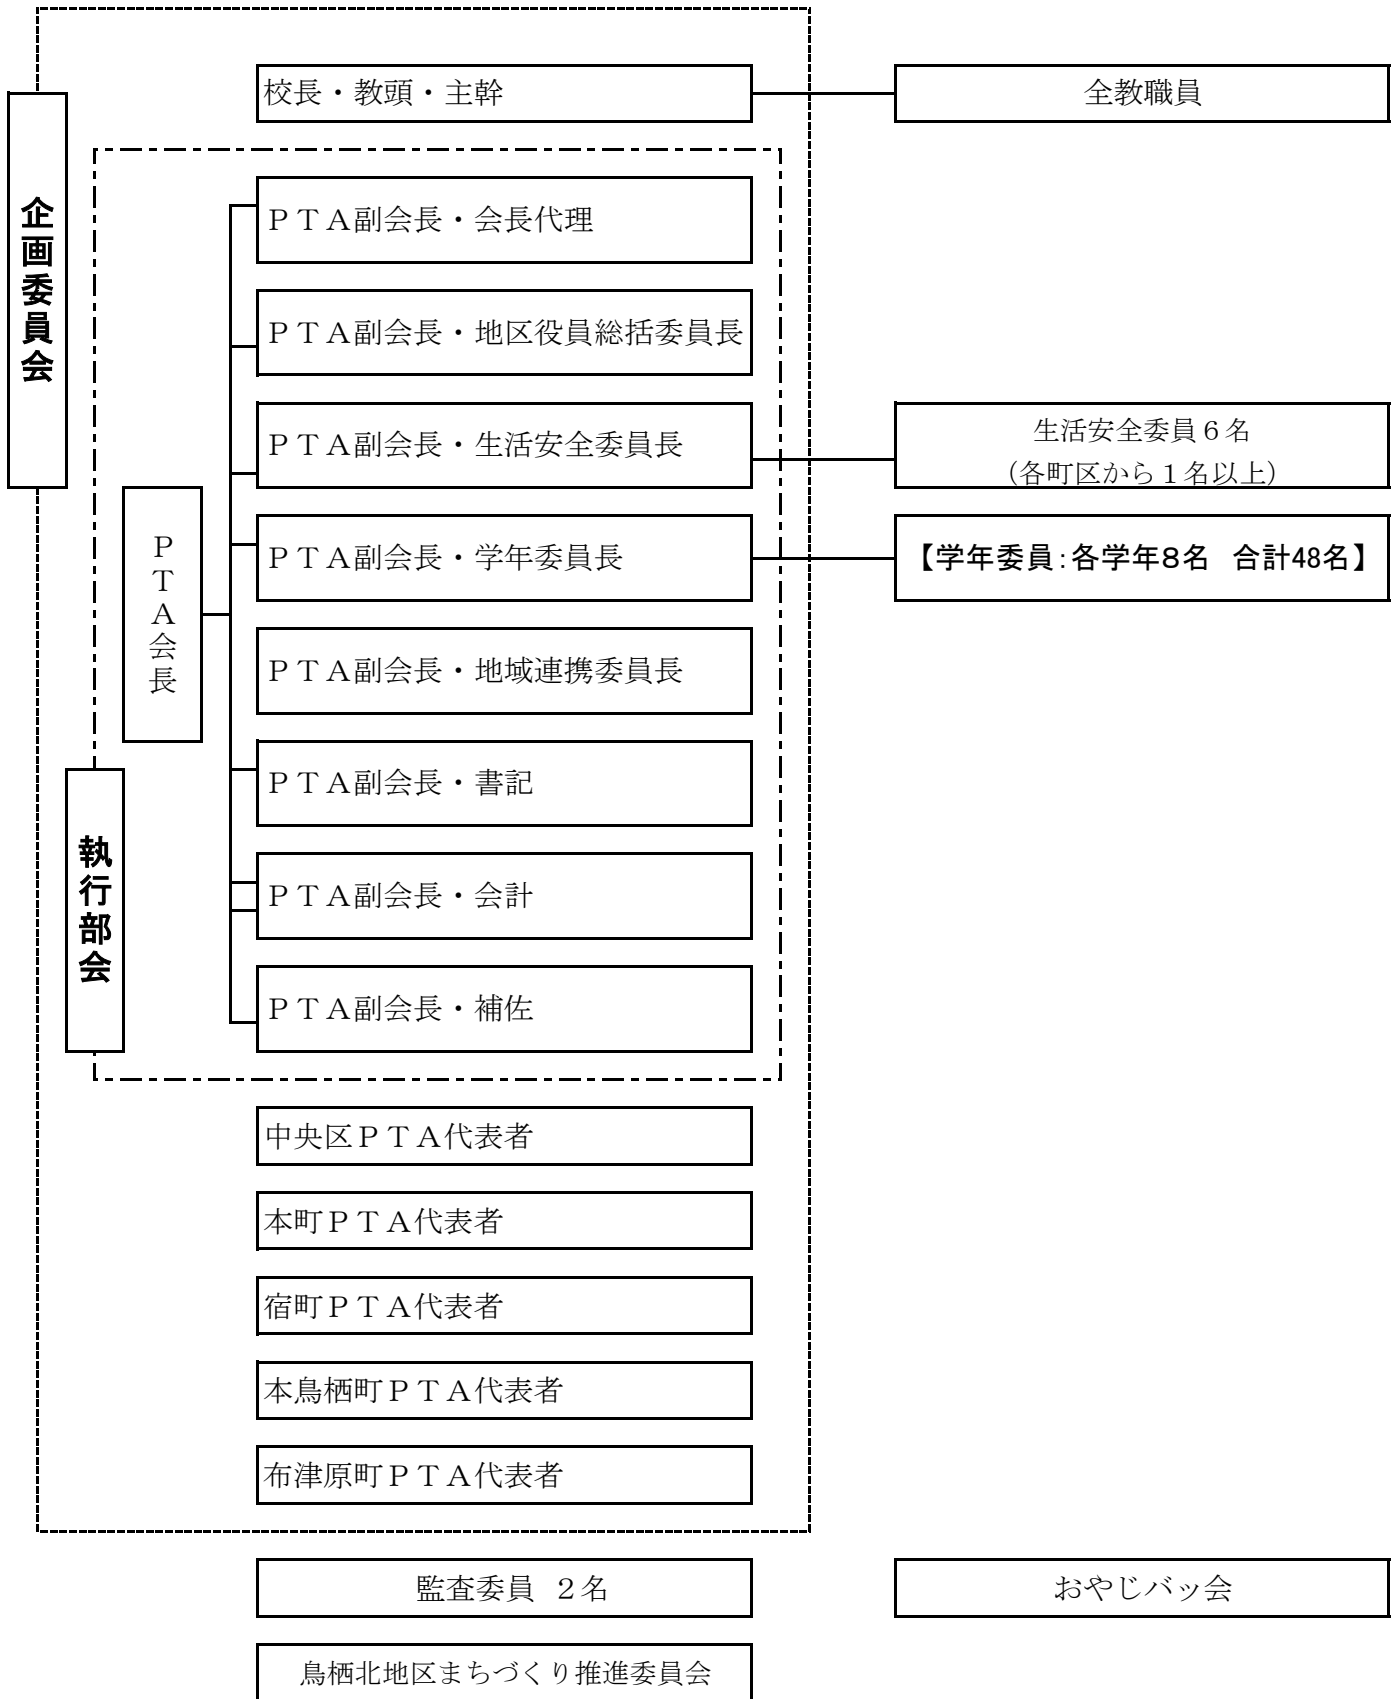 校長・教頭・主幹
全教職員
企画委員会
ＰＴＡ副会長・会長代理
ＰＴＡ副会長・地区役員総括委員長
ＰＴＡ副会長・生活安全委員長
生活安全委員６名
（各町区から１名以上）
ＰＴＡ会長
ＰＴＡ副会長・学年委員長
【学年委員：各学年８名　合計48名】
ＰＴＡ副会長・地域連携委員長
ＰＴＡ副会長・書記
執行部会
ＰＴＡ副会長・会計
ＰＴＡ副会長・補佐
中央区ＰＴＡ代表者
本町ＰＴＡ代表者
宿町ＰＴＡ代表者
本鳥栖町ＰＴＡ代表者
布津原町ＰＴＡ代表者
監査委員　２名
おやじバッ会
鳥栖北地区まちづくり推進委員会